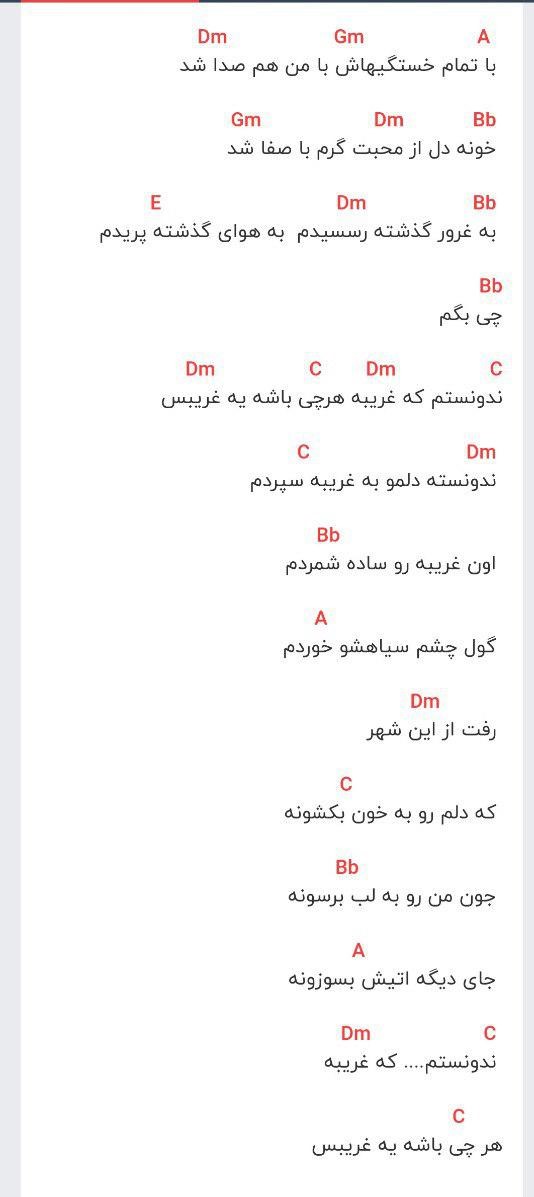 Dm Gm A
با تمام خستگیهاش با من هم صدا شد
Gm Dm Bb
خونه دل از محبت گرم با صفا شد
E Dm Bb
به غرور گذشته رسسیدم به هوای گذشته پریدم
Bb
چی بگم
Dm C Dm C
ندونستم که غریبه هرچی باشه یه غریبس
C Dm
ندونسته دلمو به غریبه سپردم
Bb
اون غریبه رو ساده شمردم
A
گول چشم سیاهشو خوردم
Dm
رفت از این شهر
C
که دلم رو به خون بکشونه
Bb
جون من رو به لب برسونه
A
جای دیگه اتیش بسوزونه
Dm C
ندونستم.... که غریبه
C
هر چی باشه یه غریبس